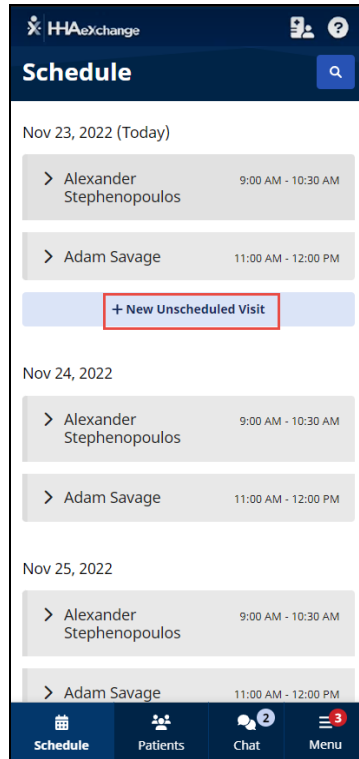 HHAeXchange
Schedule
Nov 23, 2022 (Today)
Alexander
Stephenopoulos
9:00 AM - 10:30 AM
Adam Savage
11:00 AM - 12:00 PM
+ New Unscheduled Visit
Nov 24, 2022
Alexander
Stephenopoulos
9:00 AM - 10:30 AM
Adam Savage
11:00 AM - 12:00 PM
Nov 25, 2022
Alexander
Stephenopoulos
9:00 AM - 10:30 AM
Adam Savage
11:00 AM - 12:00 PM
2
3
Schedule
Patients
Chat
Menu